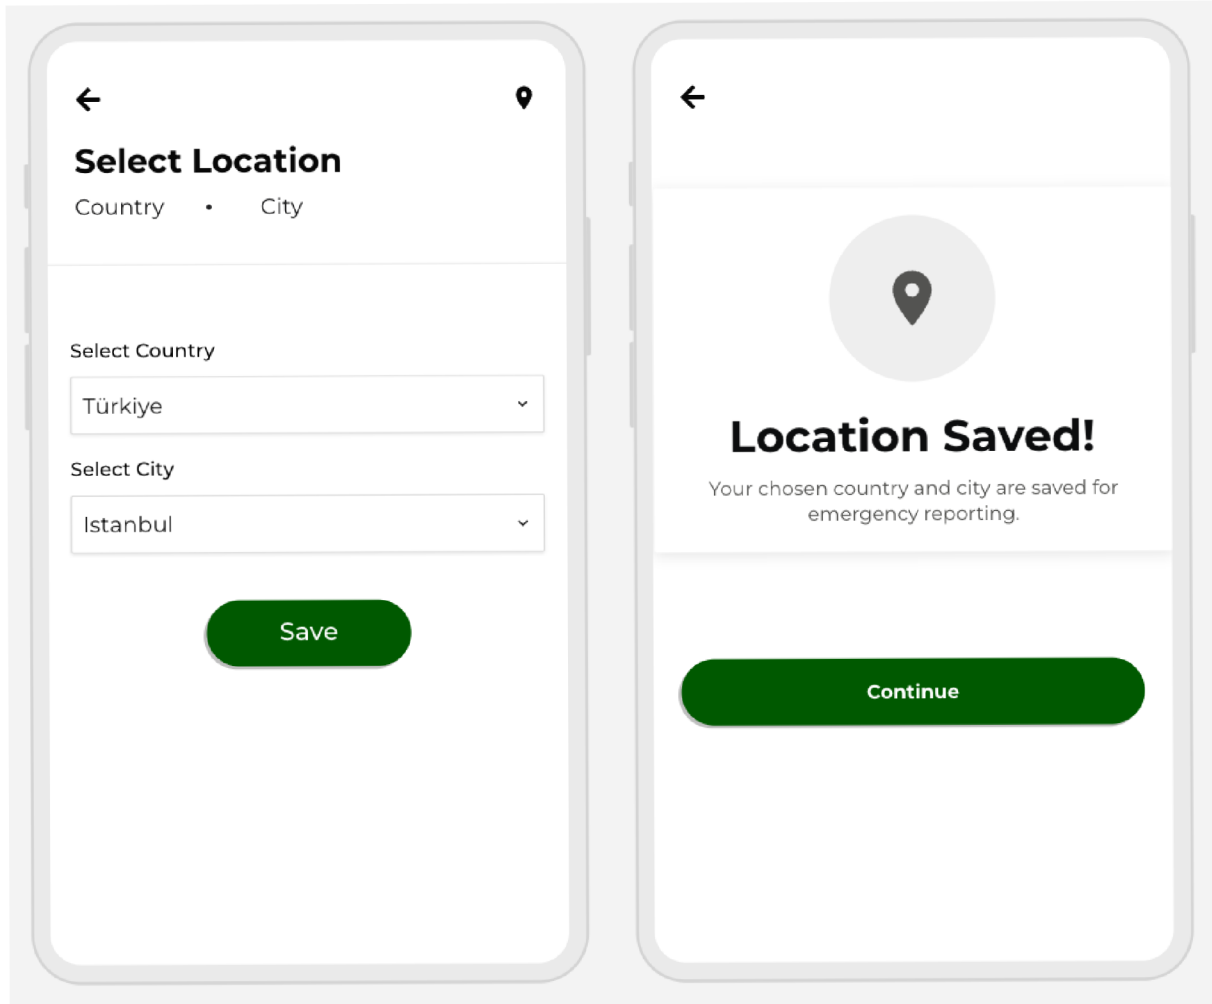 Select Location
Country • City
Select Country
Türkiye
Select City
Istanbul
Save
Location Saved!
Your chosen country and city are saved for
emergency reporting.
Continue